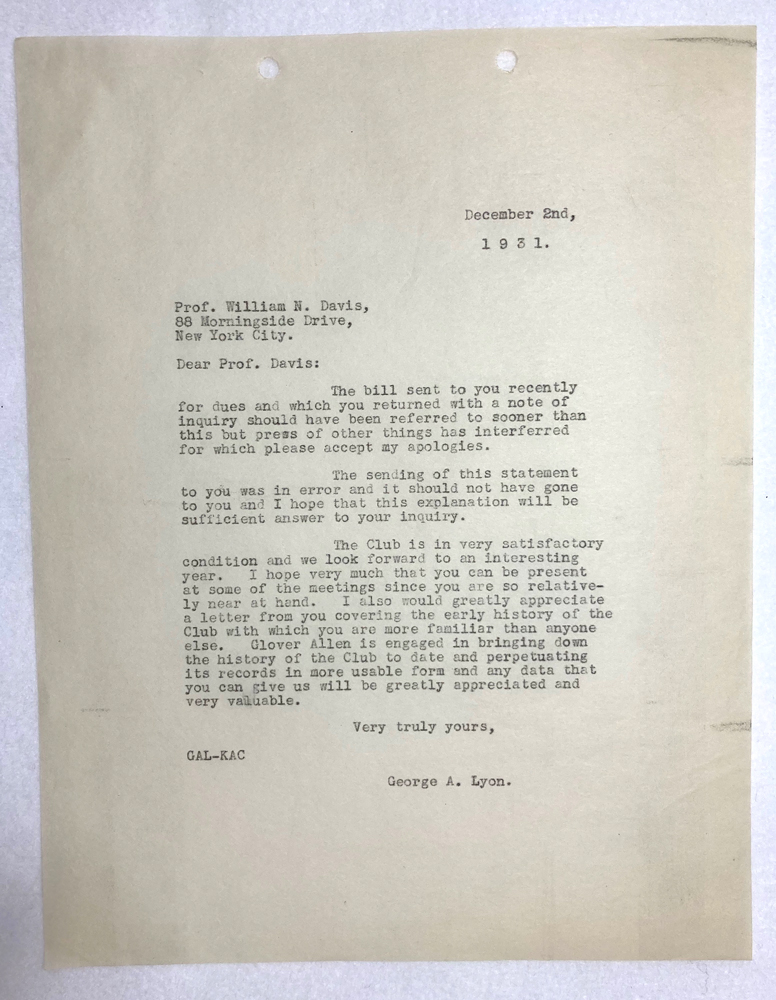 December 2nd,
1 9 3 1.
Prof. William N. Davis,
88 Morningside Drive,
New York City.
Dear Prof. Davis:
The bill sent to you recently
for dues and which you returned with a note of
inquiry should have been referred to sooner than
this but press of other things has interferred
for which please accept my apologies.
The sending of this statement
to you was in error and it should not have gone
to you and I hope that this explanation will be
sufficient answer to your inquiry.
The Club is in very satisfactory
condition and we look forward to an interesting
year. I hope very much that you can be present
at some of the meetings since you are so relative-
ly near at hand. I also would greatly appreciate
a letter from you covering the early history of the
Club with which you are more familiar than anyone
else. Glover Allen is engaged in bringing down
the history of the Club to date and perpetuating
its records in more usable form and any data that
you can give us will be greatly appreciated and
very valuable.
Very truly yours,
GAL-KAC
George A. Lyon.